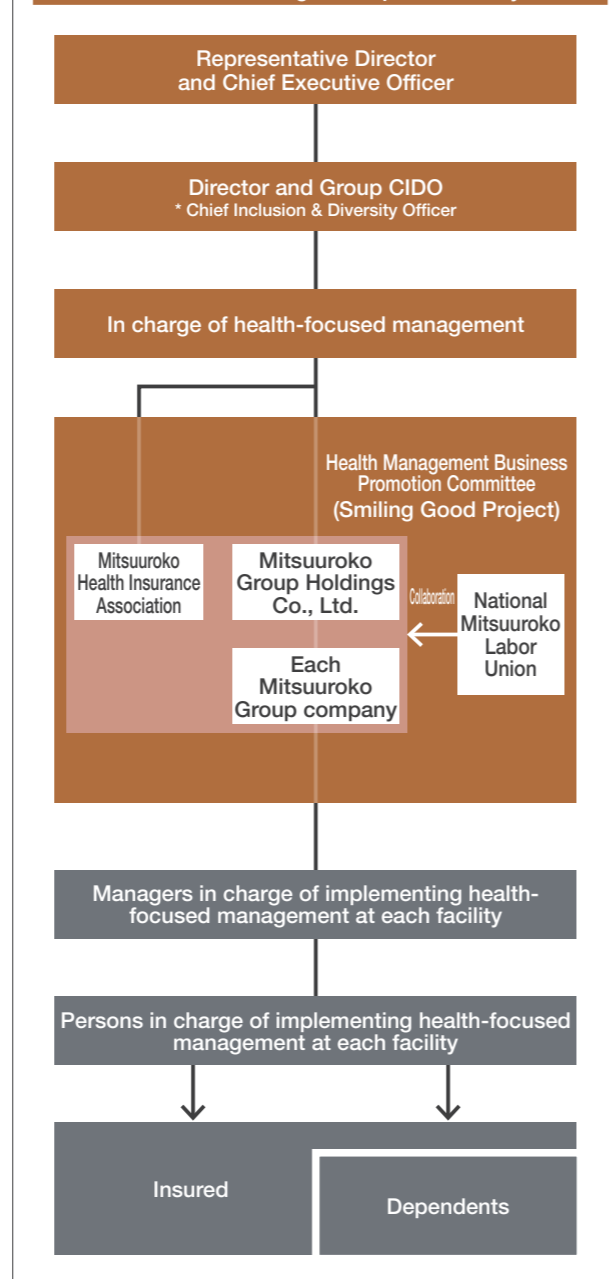 Representative Director
and Chief Executive Officer
Director and Group CIDO
* Chief Inclusion & Diversity Officer
In charge of health-focused management
Health Management Business
Promotion Committee
(Smiling Good Project)
Mitsuuroko
Health Insurance
Association
Mitsuuroko
Group Holdings
Co., Ltd.
Each
Mitsuuroko
Group company
Collaboration
National
Mitsuuroko
Labor
Union
Managers in charge of implementing health-
focused management at each facility
Persons in charge of implementing health-focused
management at each facility
Insured
Dependents